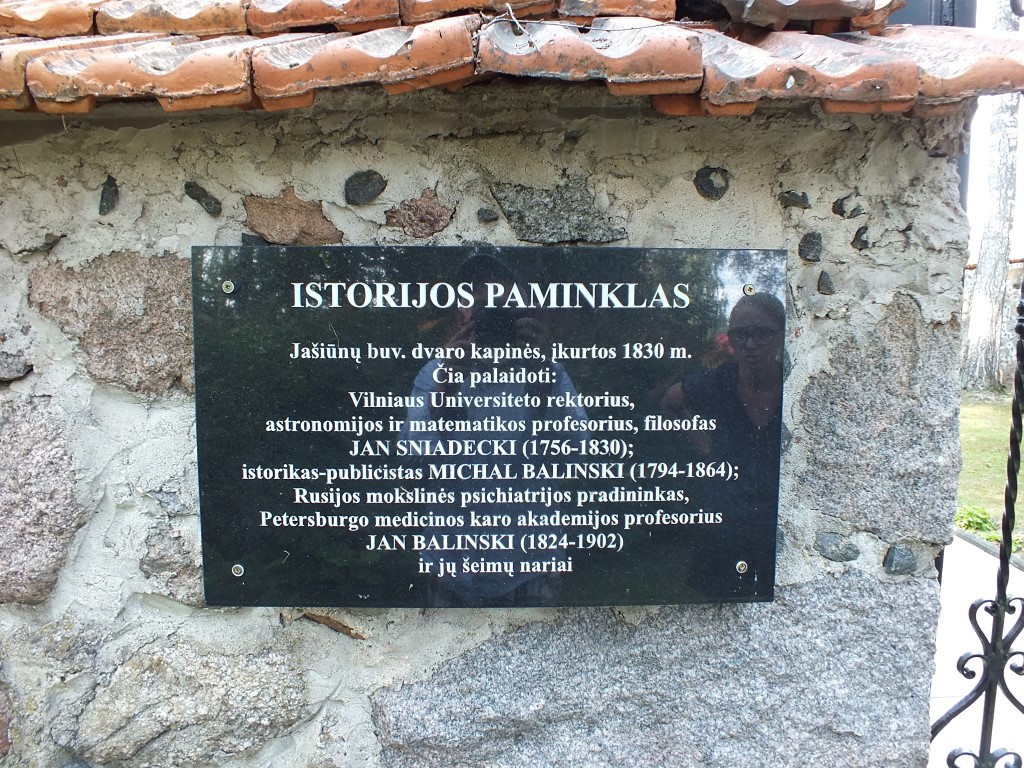 ISTORIJOS PAMINKLAS
Jašiūnų buv. dvaro kapinės, įkurtos 1830 m.
Čia palaidoti:
Vilniaus Universiteto rektorius,
astronomijos ir matematikos profesorius, filosofas
JAN SNIADECKI (1756-1830);
istorikas-publicistas MICHAL BALINSKI (1794-1864);
Rusijos mokslinės psichiatrijos pradininkas,
Petersburgo medicinos karo akademijos profesorius
JAN BALINSKI (1824-1902)
ir jų šeimų nariai